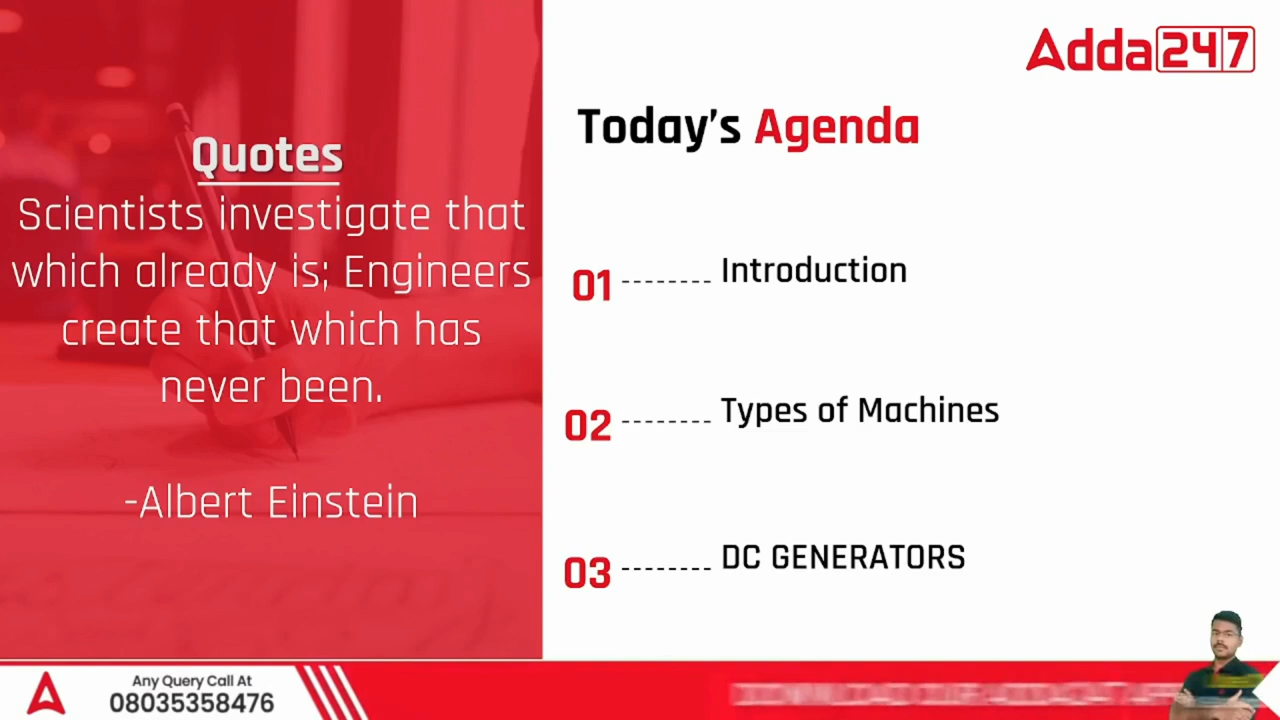 Adda247
Quotes
Scientists investigate that
which already is; Engineers
create that which has
never been.
-Albert Einstein
Today's Agenda
01 -------- Introduction
02 -------- Types of Machines
03 -------- DC GENERATORS
Any Query Call At
08035358476